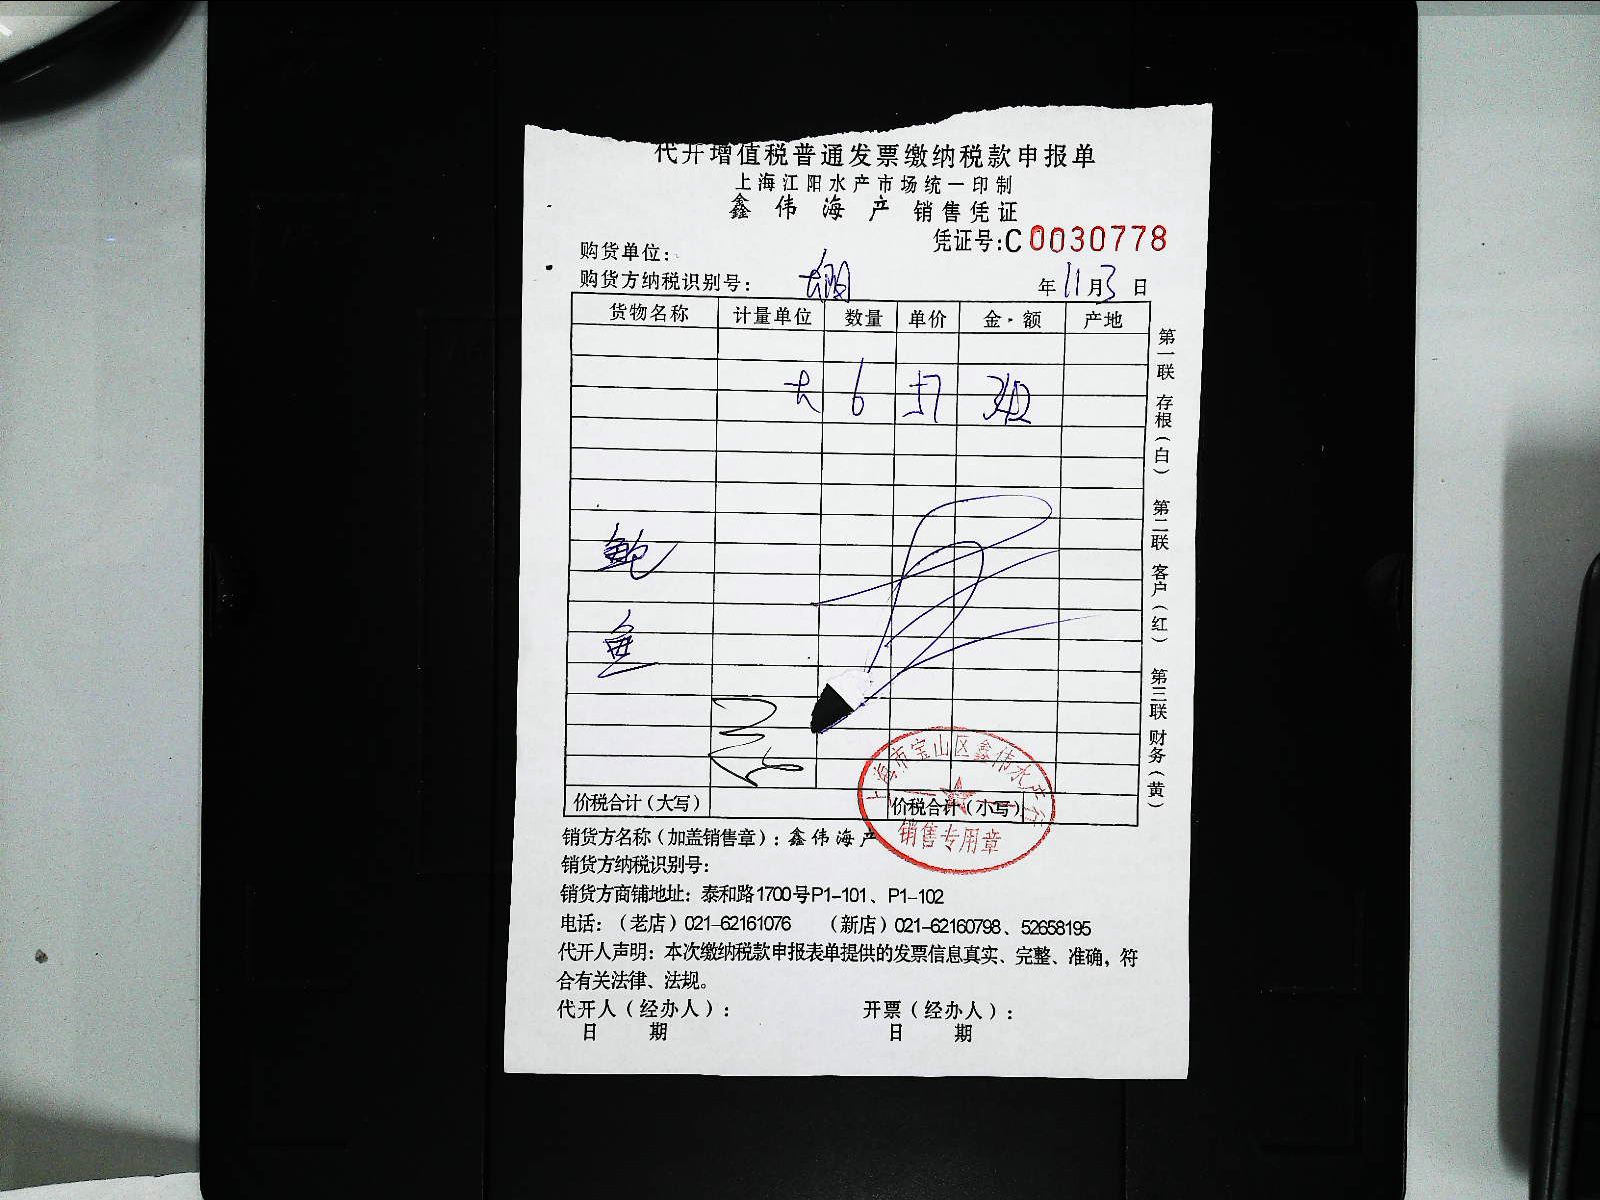 代开增值税普通发票缴纳税款申报单
上海江阳水产市场统一印制
鑫伟海产 销售凭证
凭证号:C0030778
购货单位:
购货方纳税识别号: 年11月3日
货物名称 计量单位 数量 单价 金·额 产地
大 6 57 342
鲍
鱼
价税合计(大写) 价税合计(小写)
第一联 存根(白) 第二联 客户(红) 第三联 财务(黄)
上海市宝山区鑫伟水产行
销售专用章
销货方名称(加盖销售章):鑫伟海产
销货方纳税识别号:
销货方商铺地址:泰和路1700号P1-101、P1-102
电话:(老店)021-62161076 (新店)021-62160798、52658195
代开人声明:本次缴纳税款申报表单提供的发票信息真实、完整、准确,符
合有关法律、法规。
代开人(经办人): 开票(经办人):
日 期 日 期